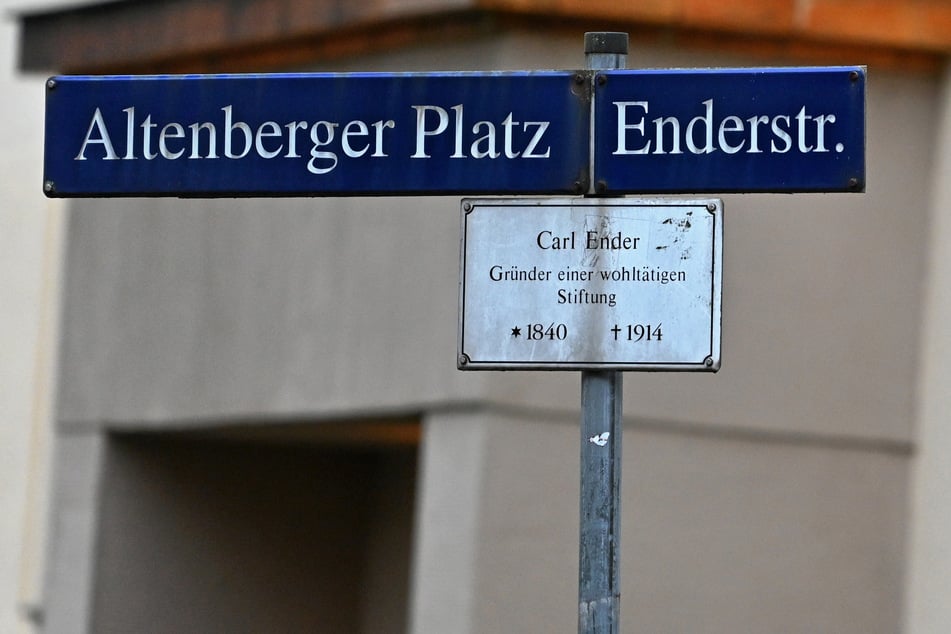 Altenberger Platz
Enderstr.
Carl Ender
Gründer einer wohltätigen
Stiftung
*1840 †1914